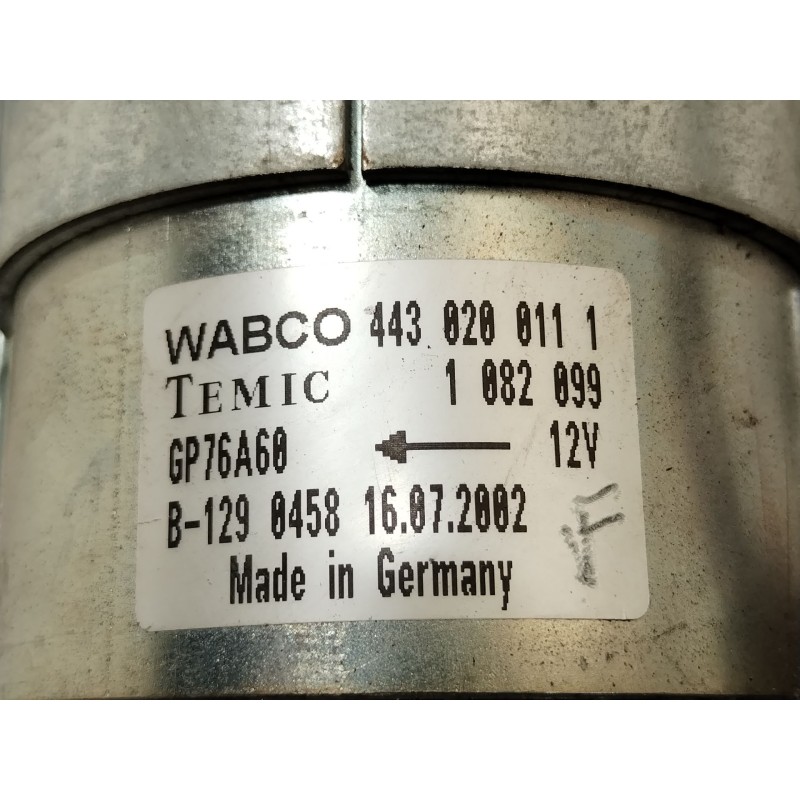 WABCO 443 020 011 1
TEMIC 1 082 099
GP76A60 12V
B-129 0458 16.07.2002
Made in Germany